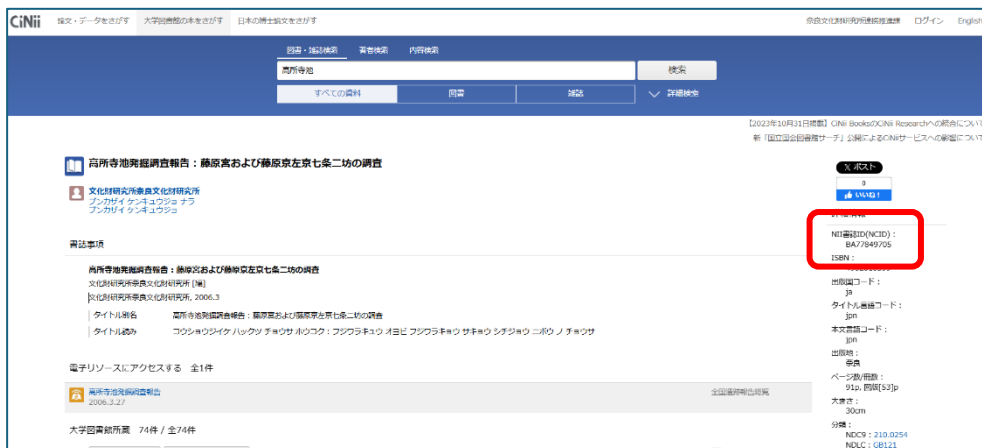 CiNii 論文・データをさがす 大学図書館の本をさがす 日本の博士論文をさがす 奈良文化財研究所連携推進課 ログイン English
図書・雑誌検索 著者検索 内容検索
高所寺池 検索
すべての資料 図書 雑誌 詳細検索
【2023年10月31日掲載】CiNii BooksのCiNii Researchへの統合について
新「国立国会図書館サーチ」公開によるCiNiiサービスへの影響について
高所寺池発掘調査報告 : 藤原宮および藤原京左京七条二坊の調査
文化財研究所奈良文化財研究所
ブンカザイ ケンキュウジョ ナラ
ブンカザイ ケンキュウジョ
書誌事項
高所寺池発掘調査報告 : 藤原宮および藤原京左京七条二坊の調査
文化財研究所奈良文化財研究所 [編]
文化財研究所奈良文化財研究所, 2006.3
タイトル別名 高所寺池発掘調査報告 : 藤原宮および藤原京左京七条二坊の調査
タイトル読み コウショウジイケ ハックツ チョウサ ホウコク : フジワラキュウ オヨビ フジワラキョウ サキョウ シチジョウ ニボウ ノ チョウサ
電子リソースにアクセスする 全1件
高所寺池発掘調査報告 全国遺跡報告総覧
2006.3.27
大学図書館所蔵 74件 / 全74件
X ポスト
0
いいね!
NII書誌ID(NCID) :
BA77849705
ISBN :
出版国コード :
ja
タイトル言語コード :
jpn
本文言語コード :
jpn
出版地 :
奈良
ページ数/冊数 :
91p, 図版[53]p
大きさ :
30cm
分類 :
NDC9 : 210.0254
NDLC : GB121